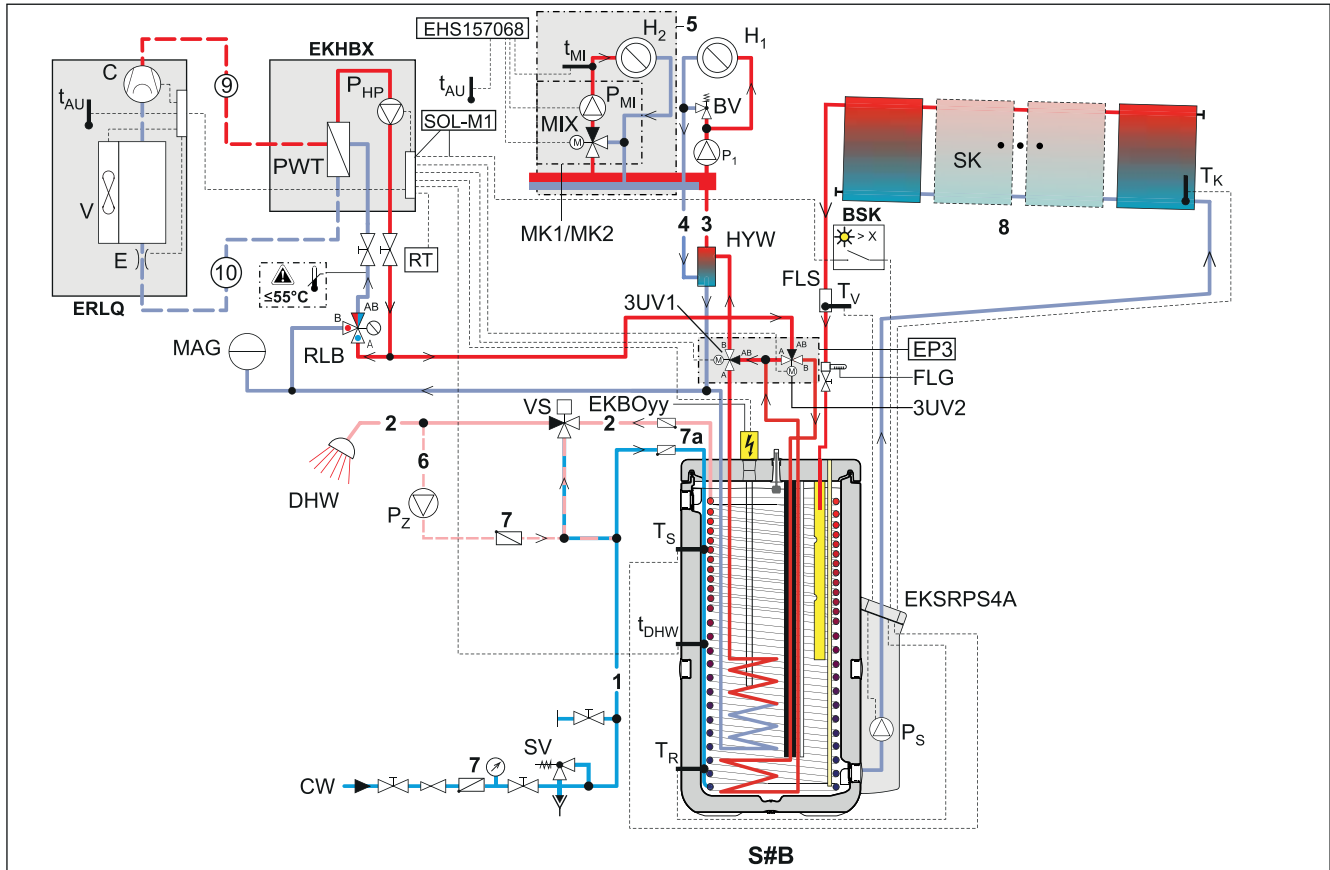 EHS157068
5
H2
H1
EKHBX
tMI
C
9
tAU
PHP
tAU
PMI
BV
SOL-M1
MIX
M
P1
SK
TK
PWT
V
MK1/MK2
4
3
HYW
BSK
8
> X
E
10
RT
FLS
ERLQ
≤55°C
TV
3UV1
AB
B
A
MAG
RLB
B
AB
A
M
A
AB
B
M
EP3
FLG
3UV2
VS
EKBOyy
2
2
7a
6
DHW
PZ
7
TS
EKSRPS4A
tDHW
1
PS
TR
SV
7
CW
S#B